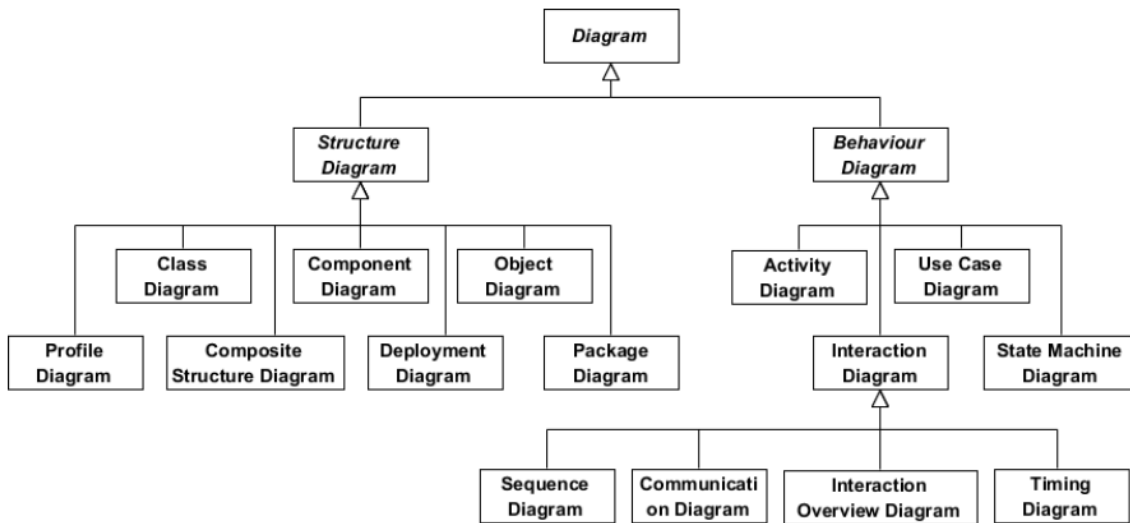 Diagram
Structure
Diagram
Behaviour
Diagram
Class
Diagram
Component
Diagram
Object
Diagram
Activity
Diagram
Use Case
Diagram
Profile
Diagram
Composite
Structure Diagram
Deployment
Diagram
Package
Diagram
Interaction
Diagram
State Machine
Diagram
Sequence
Diagram
Communicati
on Diagram
Interaction
Overview Diagram
Timing
Diagram